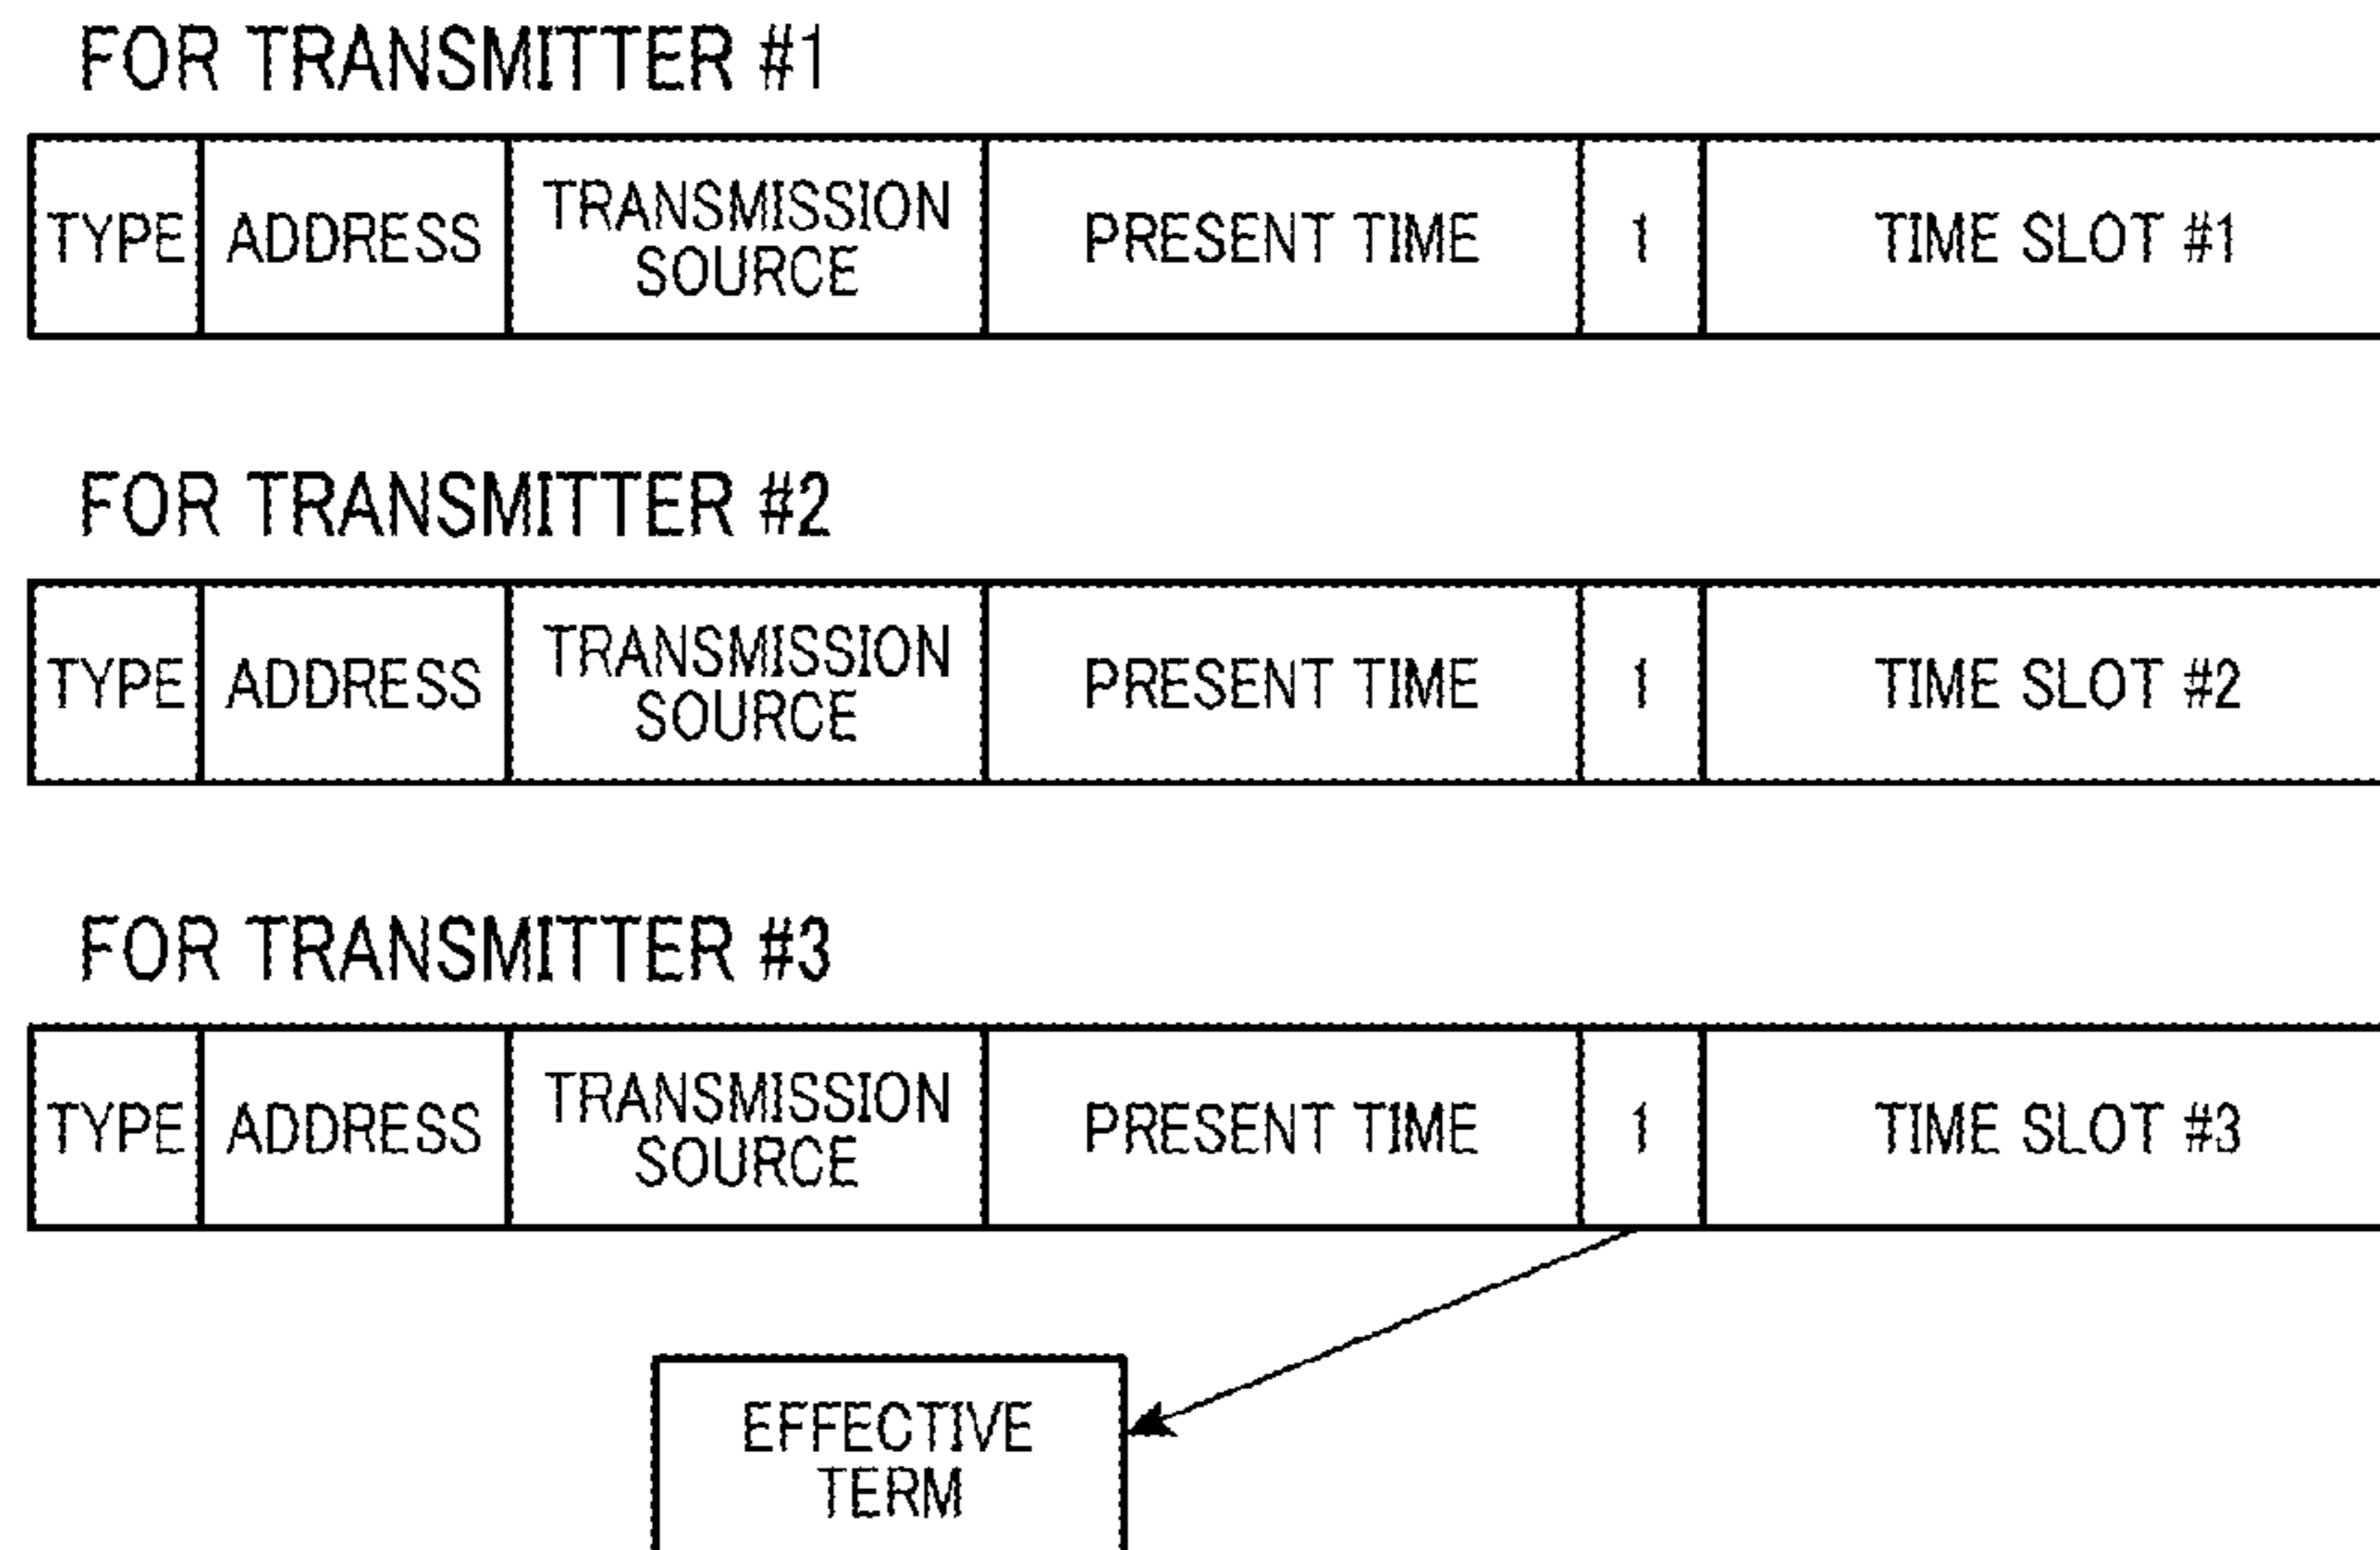 FOR TRANSMITTER #1
TYPE ADDRESS TRANSMISSION SOURCE PRESENT TIME 1 TIME SLOT #1
FOR TRANSMITTER #2
TYPE ADDRESS TRANSMISSION SOURCE PRESENT TIME 1 TIME SLOT #2
FOR TRANSMITTER #3
TYPE ADDRESS TRANSMISSION SOURCE PRESENT TIME 1 TIME SLOT #3
EFFECTIVE
TERM